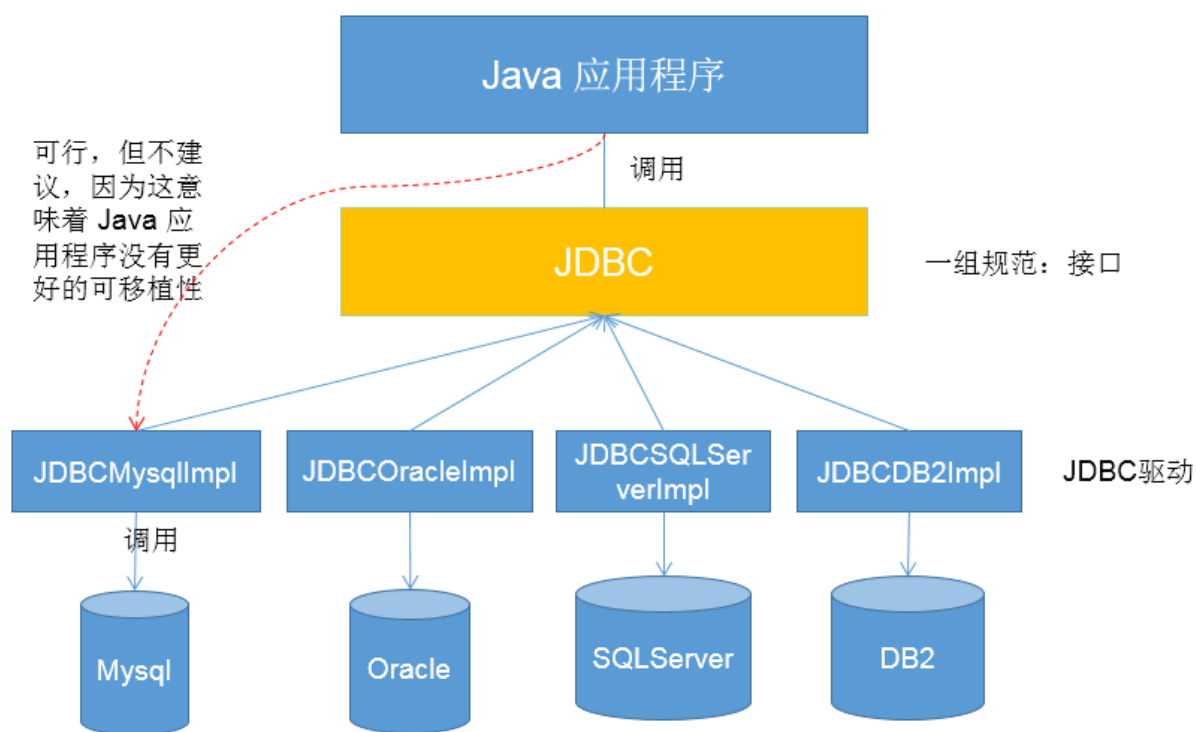 Java 应用程序
可行，但不建
议，因为这意
味着 Java 应
用程序没有更
好的可移植性
调用
JDBC
一组规范：接口
JDBCMysqlImpl
JDBCOracleImpl
JDBCSQLSer
verImpl
JDBCDB2Impl
JDBC驱动
调用
Mysql
Oracle
SQLServer
DB2